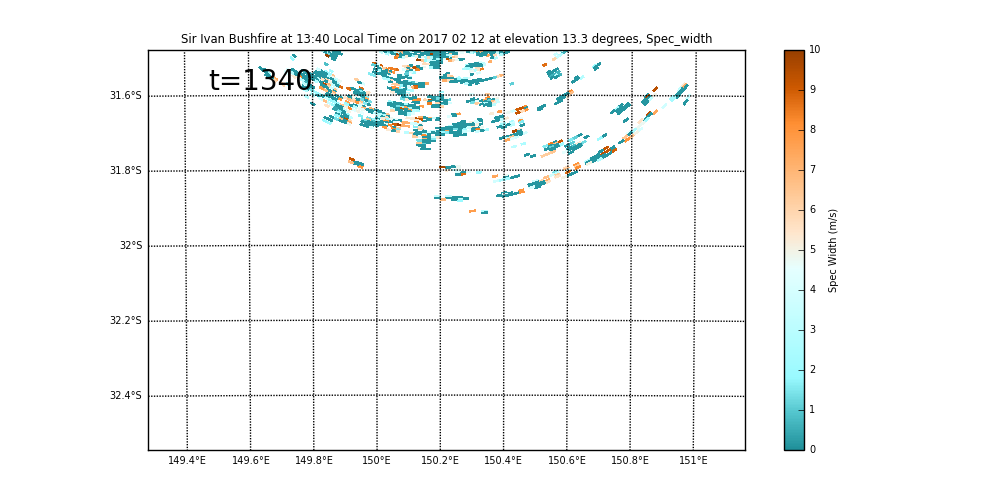 Sir Ivan Bushfire at 13:40 Local Time on 2017 02 12 at elevation 13.3 degrees, Spec_width
t=1340
31.6°S
31.8°S
32°S
32.2°S
32.4°S
149.4°E 149.6°E 149.8°E 150°E 150.2°E 150.4°E 150.6°E 150.8°E 151°E
10
9
8
7
6
5
4
3
2
1
0
Spec Width (m/s)